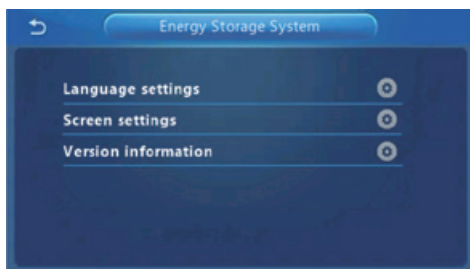 Energy Storage System
Language settings
Screen settings
Version information